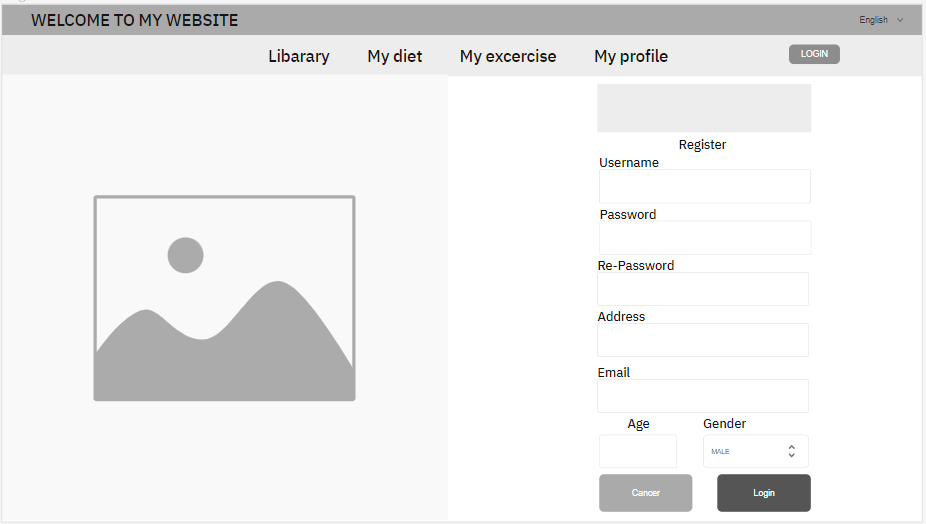 WELCOME TO MY WEBSITE
English
Libarary
My diet
My excercise
My profile
LOGIN
Register
Username
Password
Re-Password
Address
Email
Age
Gender
MALE
Cancer
Login